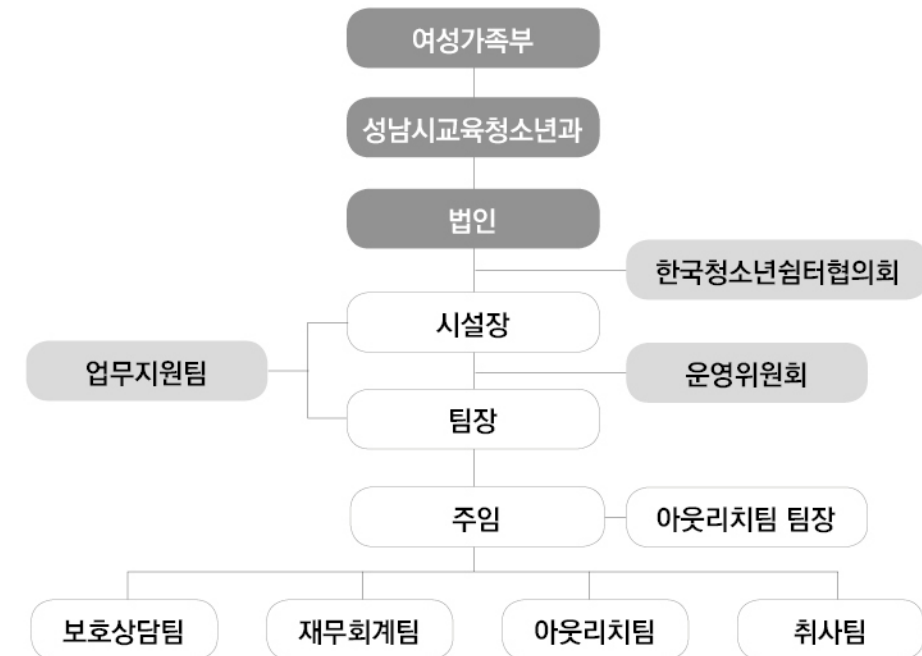 여성가족부
성남시교육청소년과
법인
한국청소년쉼터협의회
시설장
업무지원팀
운영위원회
팀장
주임
아웃리치팀 팀장
보호상담팀
재무회계팀
아웃리치팀
취사팀